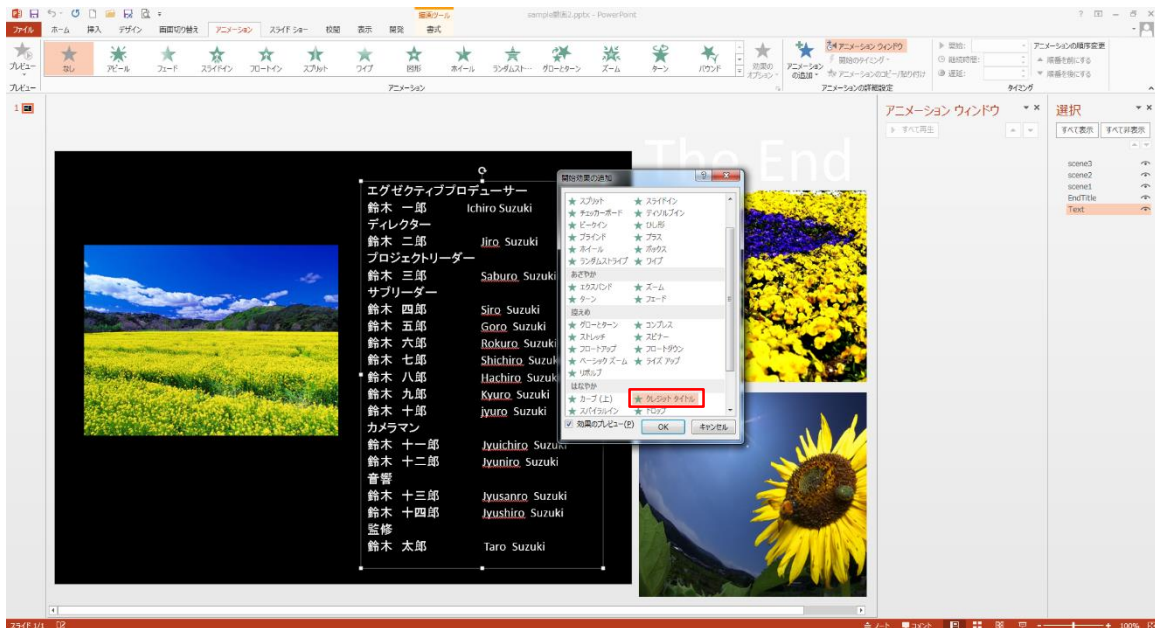 sample動画2.pptx - PowerPoint
描画ツール
ファイル ホーム 挿入 デザイン 画面切り替え アニメーション スライド ショー 校閲 表示 開発 書式
プレビュー
なし アピール フェード スライドイン フロートイン スプリット ワイプ 図形 ホイール ランダムスト… グローとターン ズーム ターン バウンド
効果のオプション
アニメーションの追加
アニメーション ウィンドウ
開始のタイミング
アニメーションのコピー/貼り付け
開始:
継続時間:
遅延:
アニメーションの順序変更
順番を前にする
順番を後にする
プレビュー アニメーション アニメーションの詳細設定 タイミング
1
The End
エグゼクティブプロデューサー
鈴木 一郎 Ichiro Suzuki
ディレクター
鈴木 二郎 Jiro Suzuki
プロジェクトリーダー
鈴木 三郎 Saburo Suzuki
サブリーダー
鈴木 四郎 Siro Suzuki
鈴木 五郎 Goro Suzuki
鈴木 六郎 Rokuro Suzuki
鈴木 七郎 Shichiro Suzuk
鈴木 八郎 Hachiro Suzuk
鈴木 九郎 Kyuro Suzuki
鈴木 十郎 jyuro Suzuki
カメラマン
鈴木 十一郎 Jyuichiro Suzuki
鈴木 十二郎 Jyuniro Suzuki
音響
鈴木 十三郎 Jyusanro Suzuki
鈴木 十四郎 Jyushiro Suzuki
監修
鈴木 太郎 Taro Suzuki
開始効果の追加
スプリット スライドイン
チェッカーボード ディゾルブイン
ピークイン ひし形
ブラインド プラス
ホイール ボックス
ランダムストライプ ワイプ
あざやか
エクスパンド ズーム
ターン フェード
控えめ
グローとターン コンプレス
ストレッチ スピナー
フロートアップ フロートダウン
ベーシック ズーム ライズ アップ
リボルブ
はなやか
カーブ (上) クレジット タイトル
スパイラルイン ドロップ
効果のプレビュー(P) OK キャンセル
アニメーション ウィンドウ
すべて再生
選択
すべて表示 すべて非表示
scene3
scene2
scene1
EndTitle
Text
スライド 1/1 ノート コメント 100%